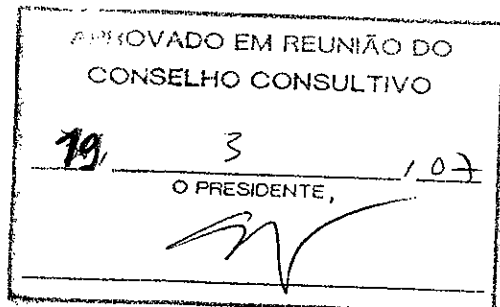 APROVADO EM REUNIÃO DO
CONSELHO CONSULTIVO
19, 3 / 07
O PRESIDENTE,